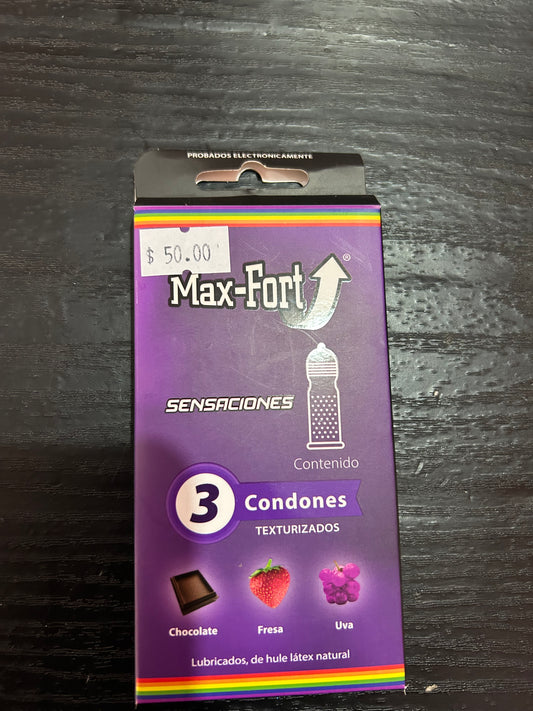 PROBADOS ELECTRONICAMENTE
$ 50.00
Max-Fort ®
SENSACIONES
Contenido
3 Condones
TEXTURIZADOS
Chocolate Fresa Uva
Lubricados, de hule látex natural